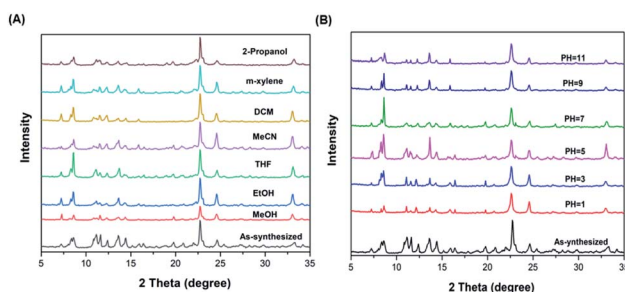 (A)
2-Propanol
m-xylene
DCM
MeCN
THF
EtOH
MeOH
As-synthesized
Intensity
5 10 15 20 25 30 35
2 Theta (degree)
(B)
PH=11
PH=9
PH=7
PH=5
PH=3
PH=1
As-ynthesized
Intensity
5 10 15 20 25 30 35
2 Theta (degree)